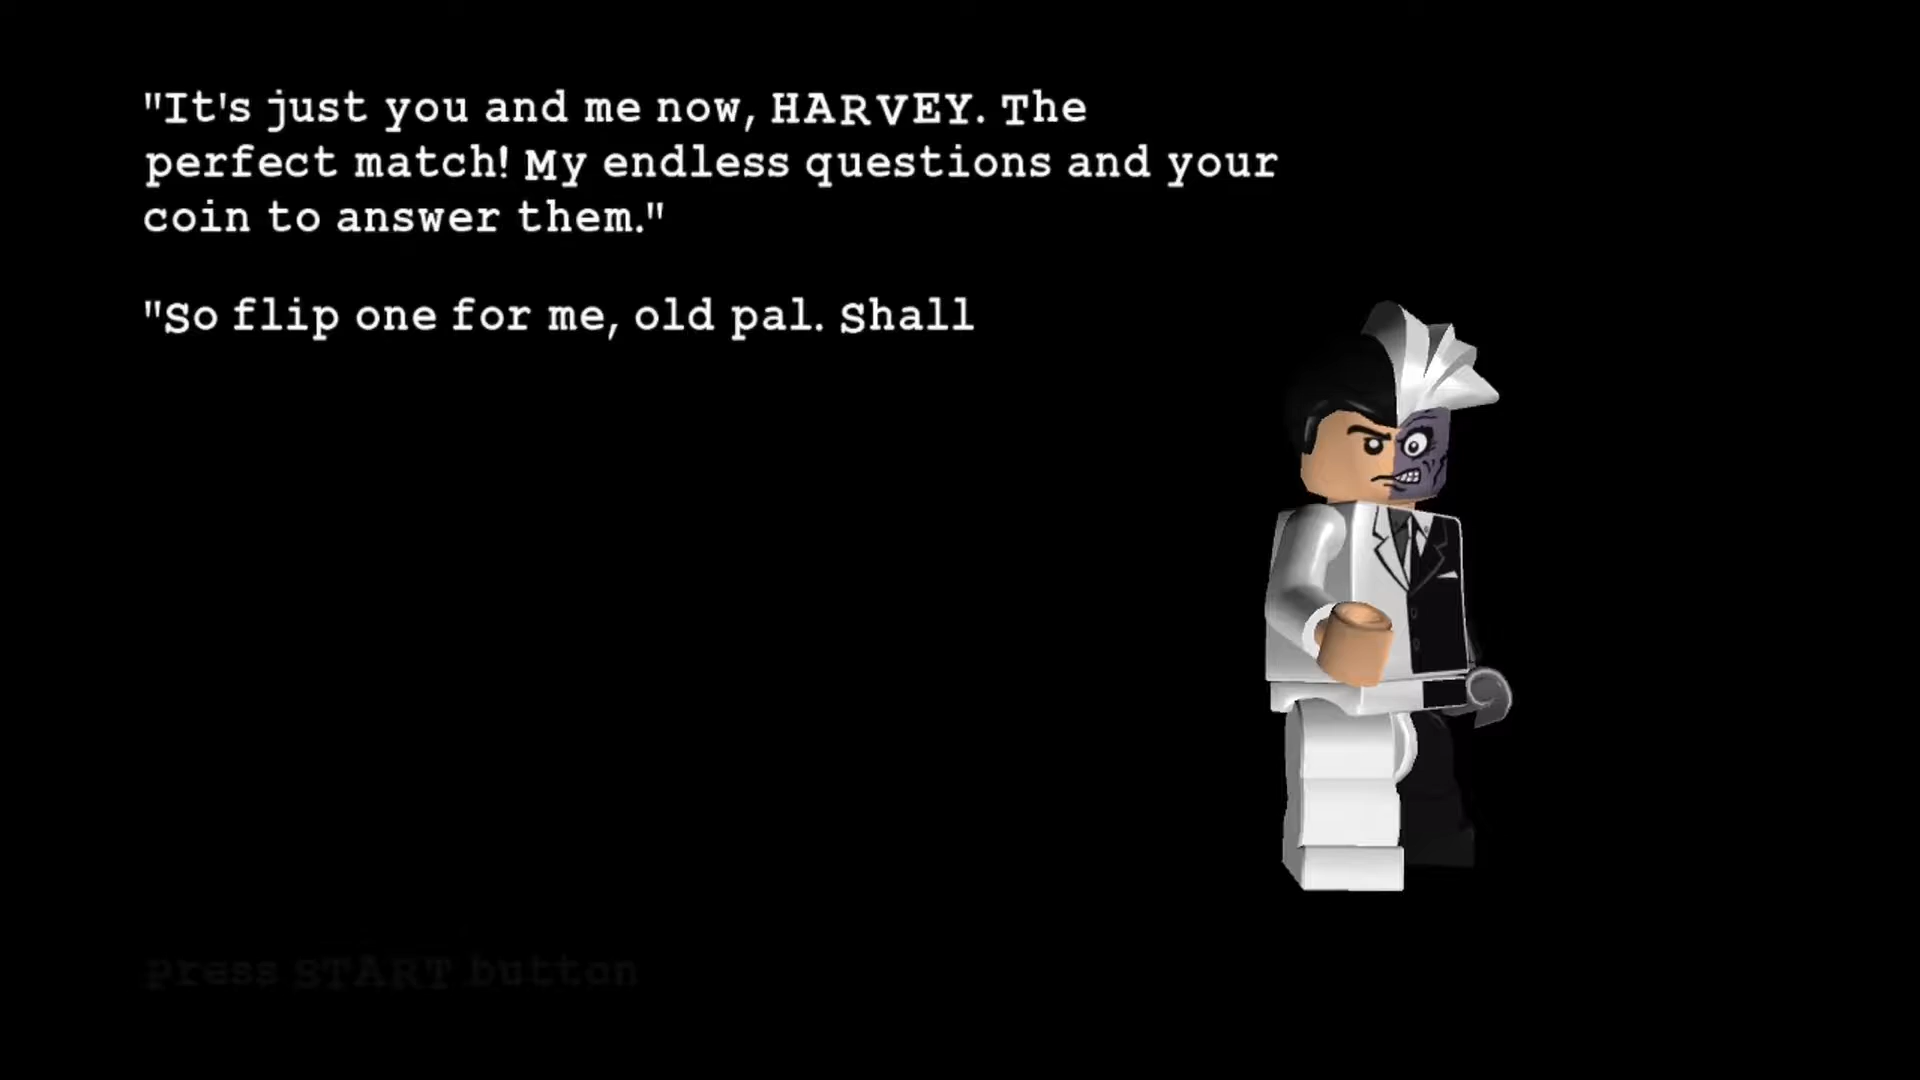 "It's just you and me now, HARVEY. The
perfect match! My endless questions and your
coin to answer them."
"So flip one for me, old pal. Shall
press START button